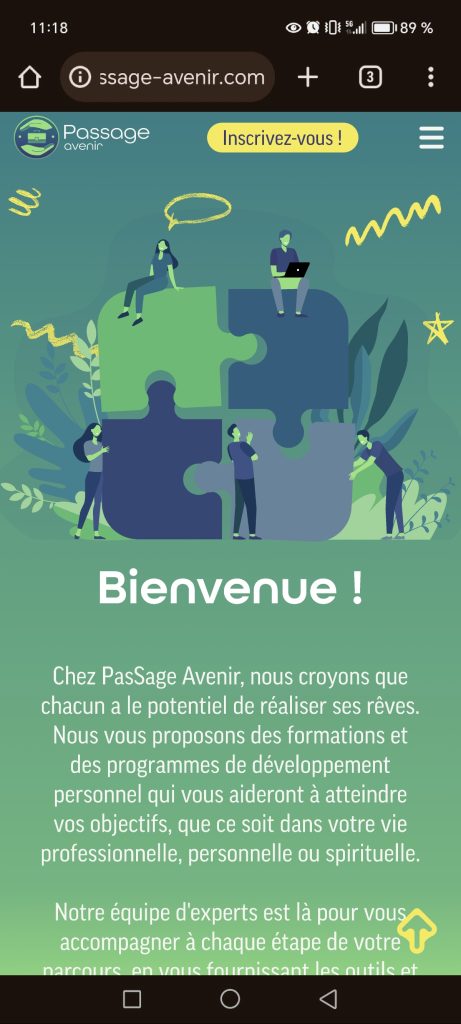 11:18
5G
89 %
ssage-avenir.com
3
Passage
avenir
Inscrivez-vous !
Bienvenue !
Chez PasSage Avenir, nous croyons que
chacun a le potentiel de réaliser ses rêves.
Nous vous proposons des formations et
des programmes de développement
personnel qui vous aideront à atteindre
vos objectifs, que ce soit dans votre vie
professionnelle, personnelle ou spirituelle.
Notre équipe d'experts est là pour vous
accompagner à chaque étape de votre
parcours, en vous fournissant les outils et